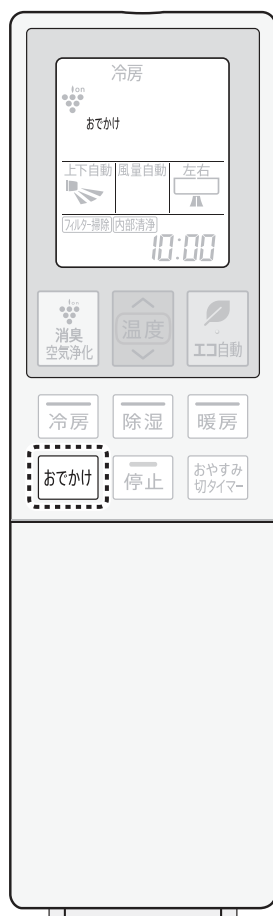 冷房
ion
おでかけ
上下自動 風量自動 左右
フィルター掃除 内部清浄
10:00
ion
消臭
空気浄化
温度
エコ自動
冷房 除湿 暖房
おでかけ 停止 おやすみ
切タイマー